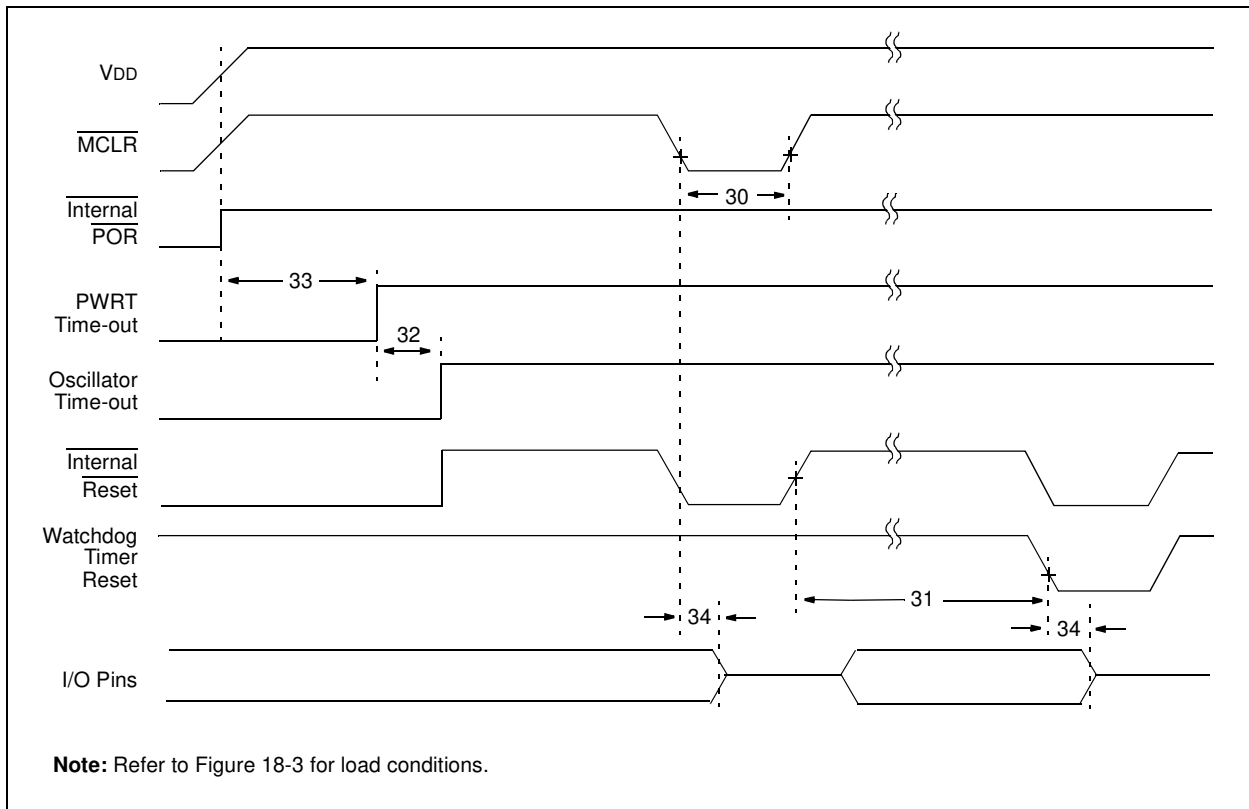 VDD
MCLR
30
Internal
POR
33
PWRT
Time-out
32
Oscillator
Time-out
Internal
Reset
Watchdog
Timer
Reset
31
34
34
I/O Pins
Note: Refer to Figure 18-3 for load conditions.